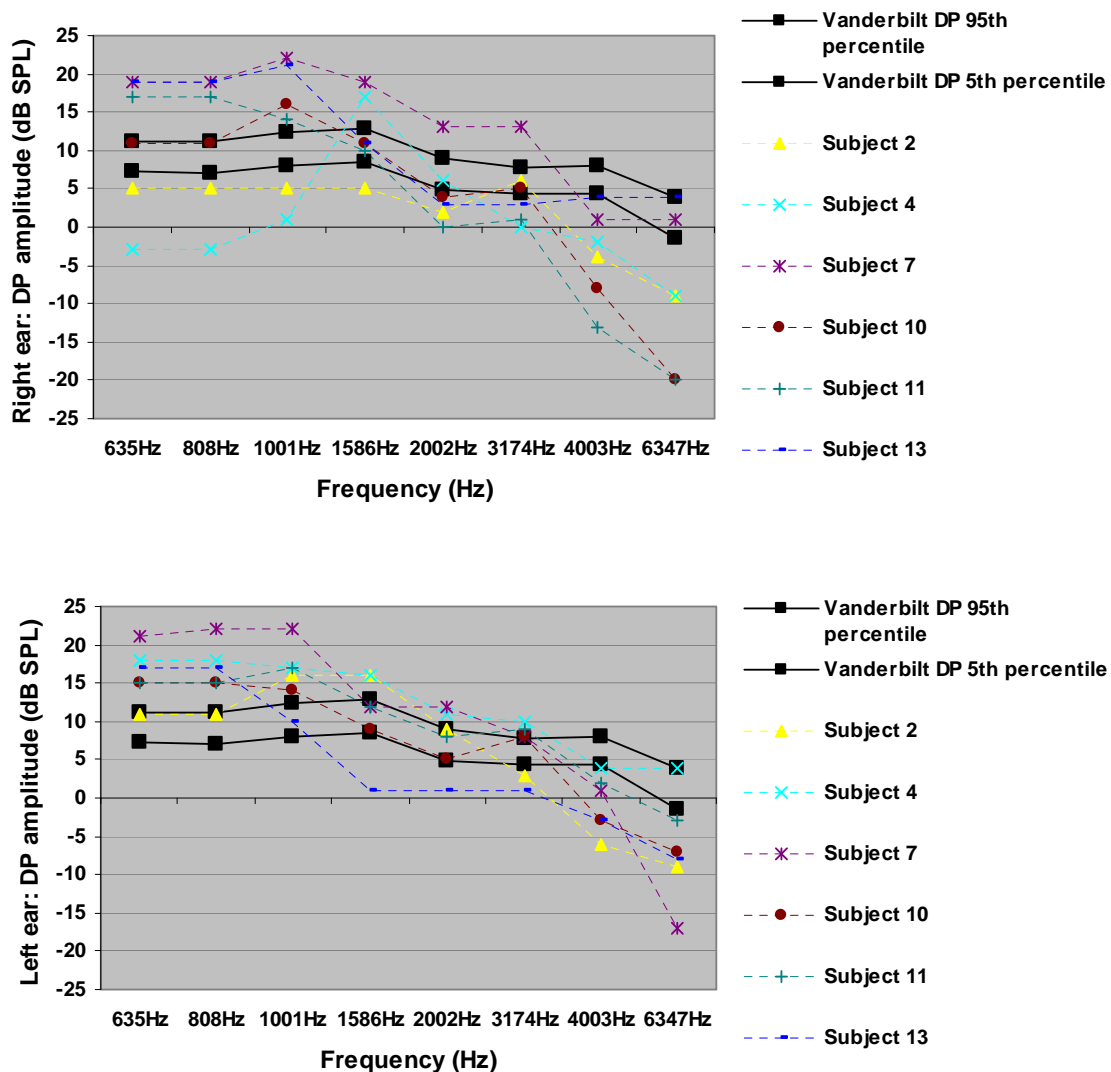 Right ear: DP amplitude (dB SPL)
25
20
15
10
5
0
-5
-10
-15
-20
-25
635Hz 808Hz 1001Hz 1586Hz 2002Hz 3174Hz 4003Hz 6347Hz
Frequency (Hz)
Vanderbilt DP 95th
percentile
Vanderbilt DP 5th percentile
Subject 2
Subject 4
Subject 7
Subject 10
Subject 11
Subject 13
Left ear: DP amplitude (dB SPL)
25
20
15
10
5
0
-5
-10
-15
-20
-25
635Hz 808Hz 1001Hz 1586Hz 2002Hz 3174Hz 4003Hz 6347Hz
Frequency (Hz)
Vanderbilt DP 95th
percentile
Vanderbilt DP 5th percentile
Subject 2
Subject 4
Subject 7
Subject 10
Subject 11
Subject 13